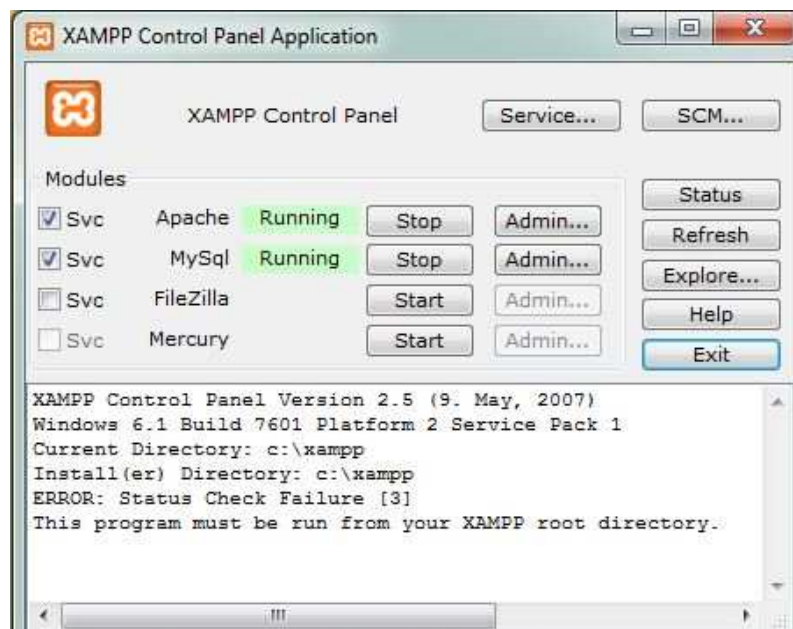 XAMPP Control Panel Application
XAMPP Control Panel Service... SCM...
Modules
Svc Apache Running Stop Admin...
Svc MySql Running Stop Admin...
Svc FileZilla Start Admin...
Svc Mercury Start Admin...
Status
Refresh
Explore...
Help
Exit
XAMPP Control Panel Version 2.5 (9. May, 2007)
Windows 6.1 Build 7601 Platform 2 Service Pack 1
Current Directory: c:\xampp
Install(er) Directory: c:\xampp
ERROR: Status Check Failure [3]
This program must be run from your XAMPP root directory.